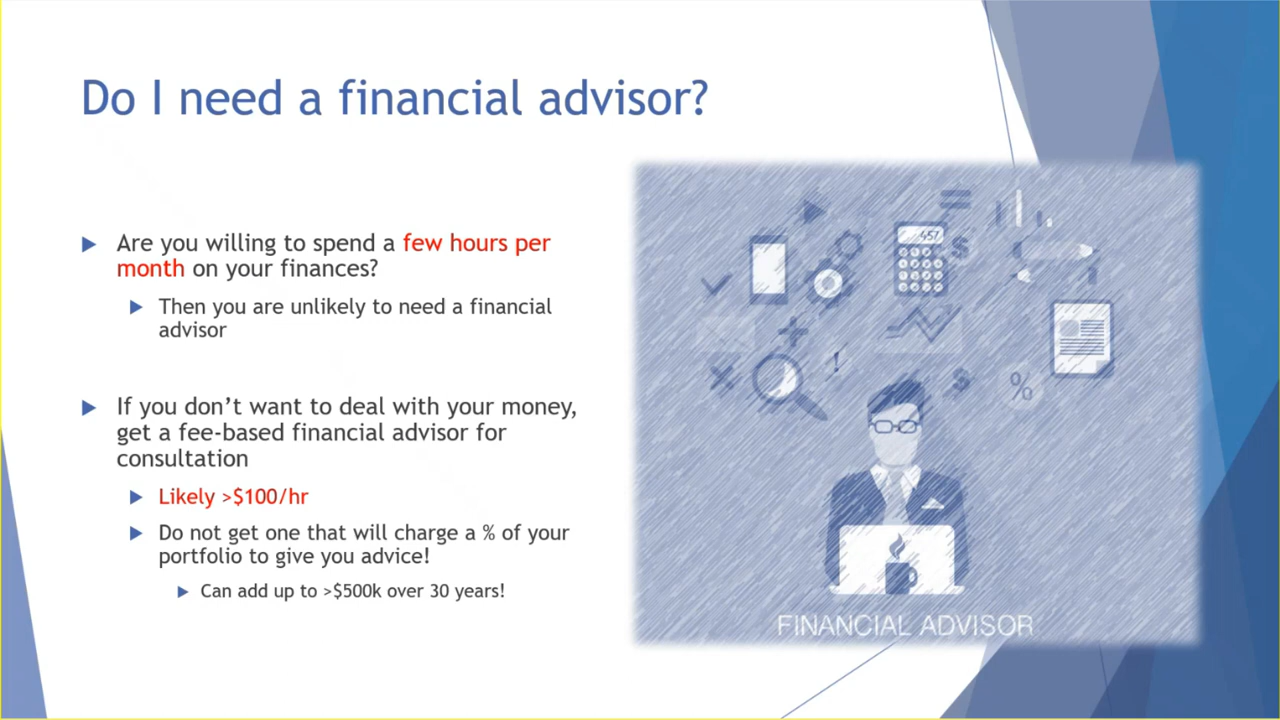 Do I need a financial advisor?
Are you willing to spend a few hours per
month on your finances?
Then you are unlikely to need a financial
advisor
If you don't want to deal with your money,
get a fee-based financial advisor for
consultation
Likely >$100/hr
Do not get one that will charge a % of your
portfolio to give you advice!
Can add up to >$500k over 30 years!
457
$
!
$
%
FINANCIAL ADVISOR